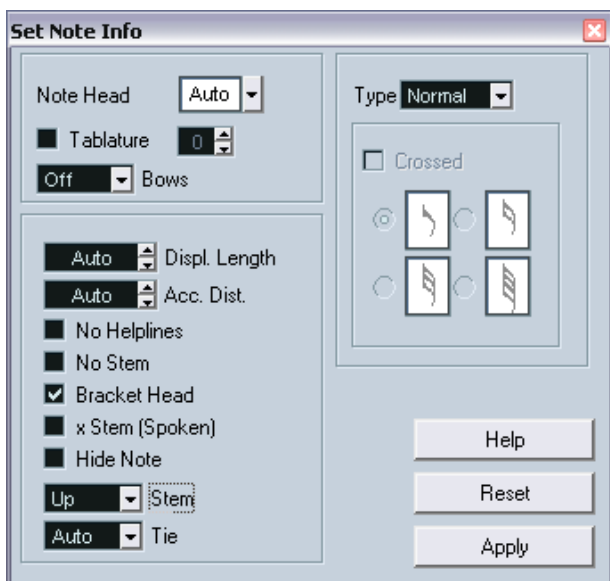 Set Note Info
Note Head Auto
Tablature 0
Off Bows
Auto Displ. Length
Auto Acc. Dist.
No Helplines
No Stem
Bracket Head
x Stem (Spoken)
Hide Note
Up Stem
Auto Tie
Type Normal
Crossed
Help
Reset
Apply